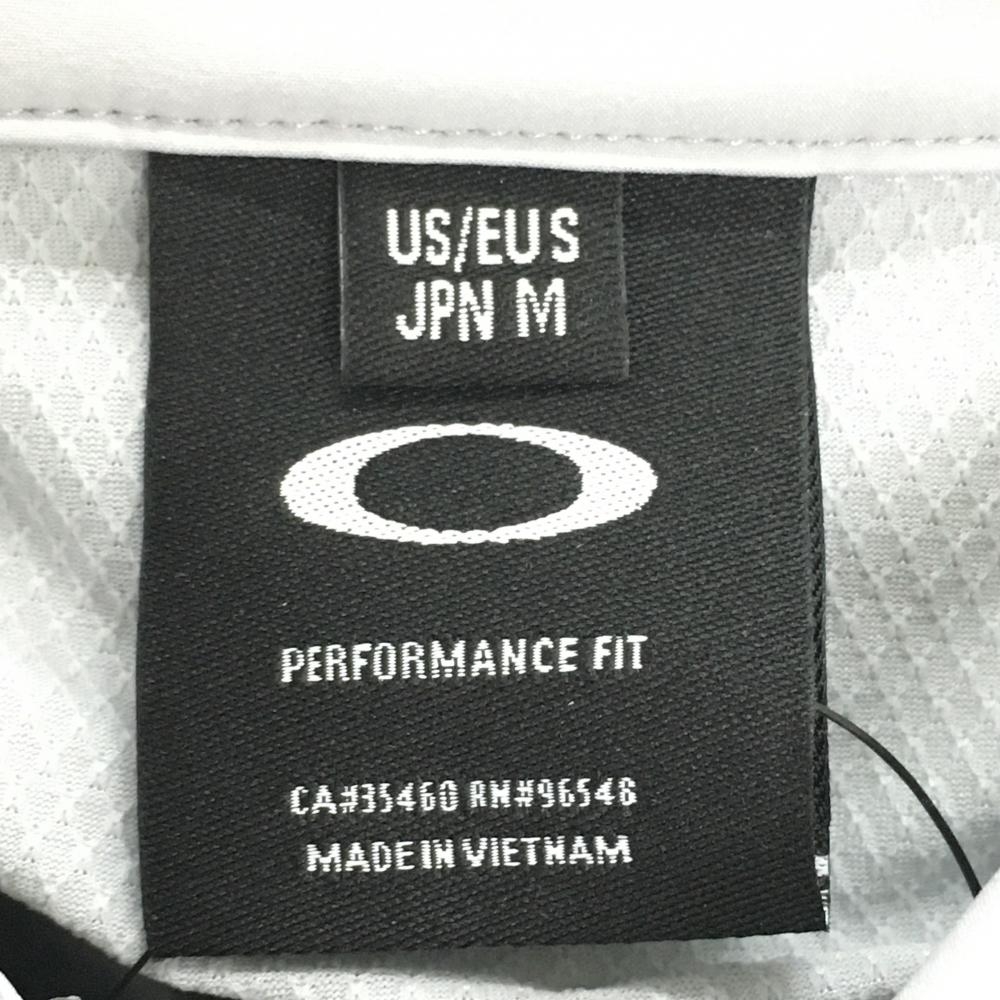 US/EU S
JPN M
PERFORMANCE FIT
CA#35460 RN#96548
MADE IN VIETNAM